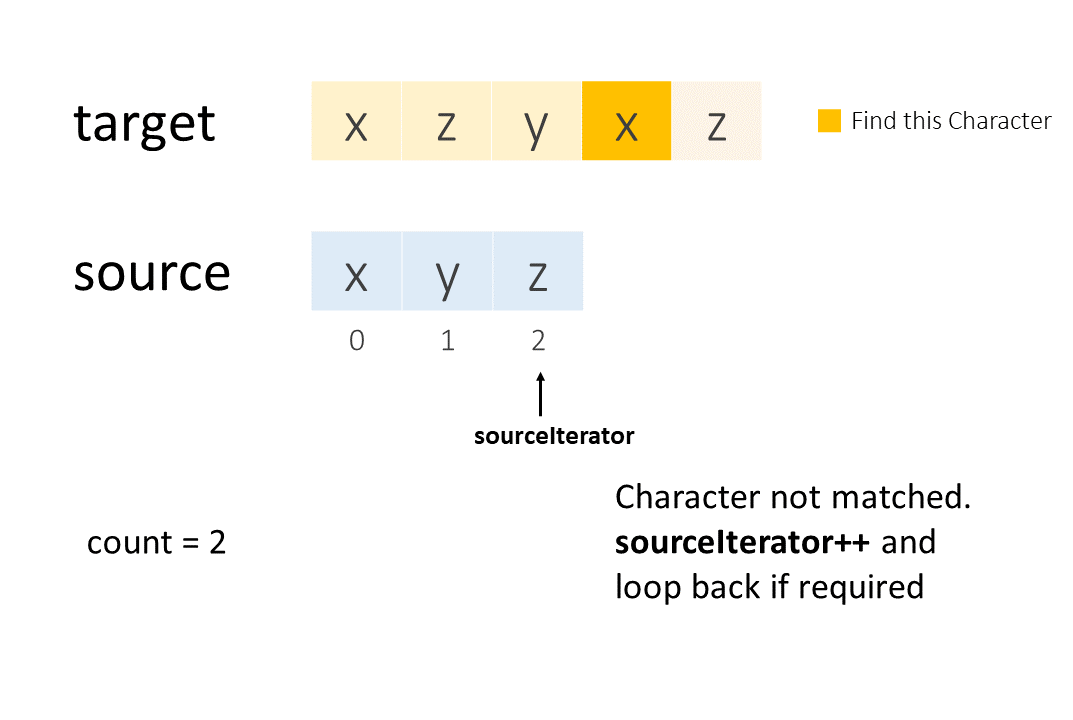 target x z y x z Find this Character
source x y z
0 1 2
sourceIterator
Character not matched.
count = 2 sourceIterator++ and
loop back if required